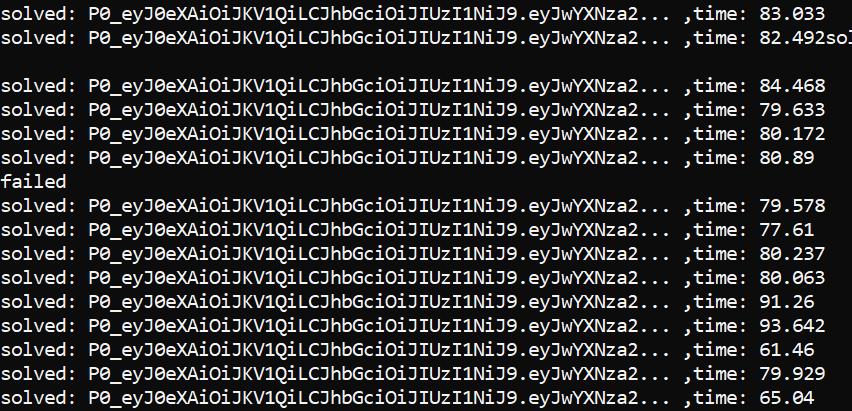 solved: P0_eyJ0eXAiOiJKV1QiLCJhbGciOiJIUzI1NiJ9.eyJwYXNza2... ,time: 83.033
solved: P0_eyJ0eXAiOiJKV1QiLCJhbGciOiJIUzI1NiJ9.eyJwYXNza2... ,time: 82.492sol
solved: P0_eyJ0eXAiOiJKV1QiLCJhbGciOiJIUzI1NiJ9.eyJwYXNza2... ,time: 84.468
solved: P0_eyJ0eXAiOiJKV1QiLCJhbGciOiJIUzI1NiJ9.eyJwYXNza2... ,time: 79.633
solved: P0_eyJ0eXAiOiJKV1QiLCJhbGciOiJIUzI1NiJ9.eyJwYXNza2... ,time: 80.172
solved: P0_eyJ0eXAiOiJKV1QiLCJhbGciOiJIUzI1NiJ9.eyJwYXNza2... ,time: 80.89
failed
solved: P0_eyJ0eXAiOiJKV1QiLCJhbGciOiJIUzI1NiJ9.eyJwYXNza2... ,time: 79.578
solved: P0_eyJ0eXAiOiJKV1QiLCJhbGciOiJIUzI1NiJ9.eyJwYXNza2... ,time: 77.61
solved: P0_eyJ0eXAiOiJKV1QiLCJhbGciOiJIUzI1NiJ9.eyJwYXNza2... ,time: 80.237
solved: P0_eyJ0eXAiOiJKV1QiLCJhbGciOiJIUzI1NiJ9.eyJwYXNza2... ,time: 80.063
solved: P0_eyJ0eXAiOiJKV1QiLCJhbGciOiJIUzI1NiJ9.eyJwYXNza2... ,time: 91.26
solved: P0_eyJ0eXAiOiJKV1QiLCJhbGciOiJIUzI1NiJ9.eyJwYXNza2... ,time: 93.642
solved: P0_eyJ0eXAiOiJKV1QiLCJhbGciOiJIUzI1NiJ9.eyJwYXNza2... ,time: 61.46
solved: P0_eyJ0eXAiOiJKV1QiLCJhbGciOiJIUzI1NiJ9.eyJwYXNza2... ,time: 79.929
solved: P0_eyJ0eXAiOiJKV1QiLCJhbGciOiJIUzI1NiJ9.eyJwYXNza2... ,time: 65.04